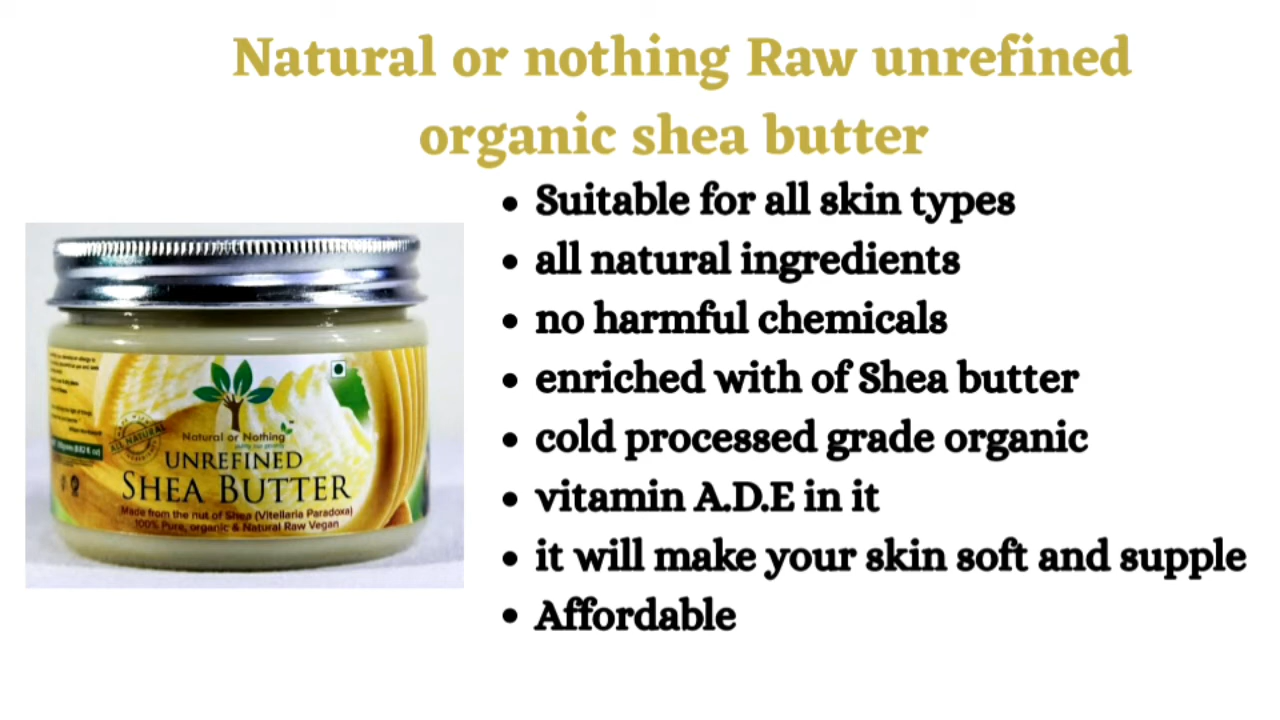 Natural or nothing Raw unrefined
organic shea butter
• Suitable for all skin types
• all natural ingredients
• no harmful chemicals
• enriched with of Shea butter
• cold processed grade organic
• vitamin A.D.E in it
• it will make your skin soft and supple
• Affordable
ALL NATURAL
Natural or Nothing
UNREFINED
SHEA BUTTER
Made from the nut of Shea (Vitellaria Paradoxa)
100% Pure, organic & Natural Raw Vegan